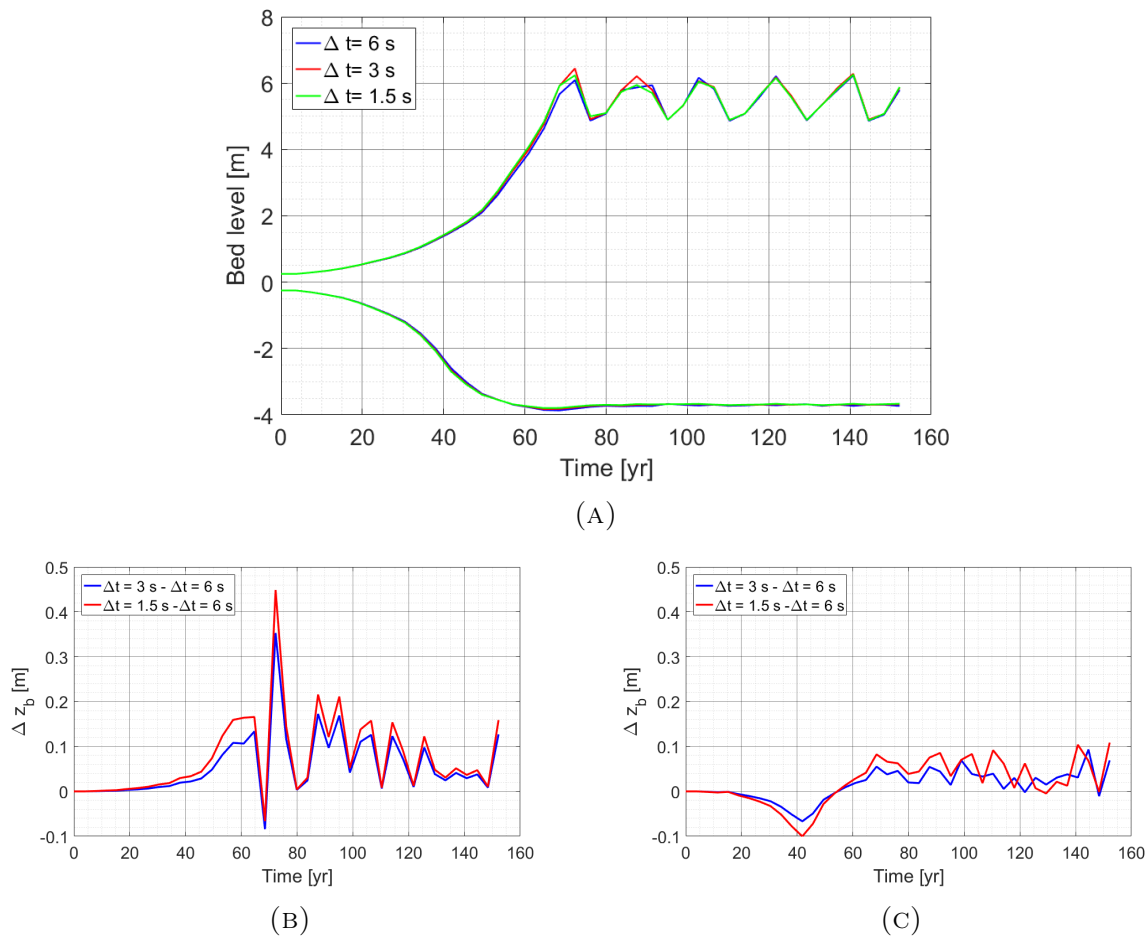 8
6
4
2
0
-2
-4
Bed level [m]
Δ t= 6 s
Δ t= 3 s
Δ t= 1.5 s
0 20 40 60 80 100 120 140 160
Time [yr]
(A)
0.5
0.4
0.3
0.2
0.1
0
-0.1
Δ z_b [m]
Δt = 3 s - Δt = 6 s
Δt = 1.5 s -Δt = 6 s
0 20 40 60 80 100 120 140 160
Time [yr]
(B)
0.5
0.4
0.3
0.2
0.1
0
-0.1
Δ z_b [m]
Δt = 3 s - Δt = 6 s
Δt = 1.5 s -Δt = 6 s
0 20 40 60 80 100 120 140 160
Time [yr]
(C)